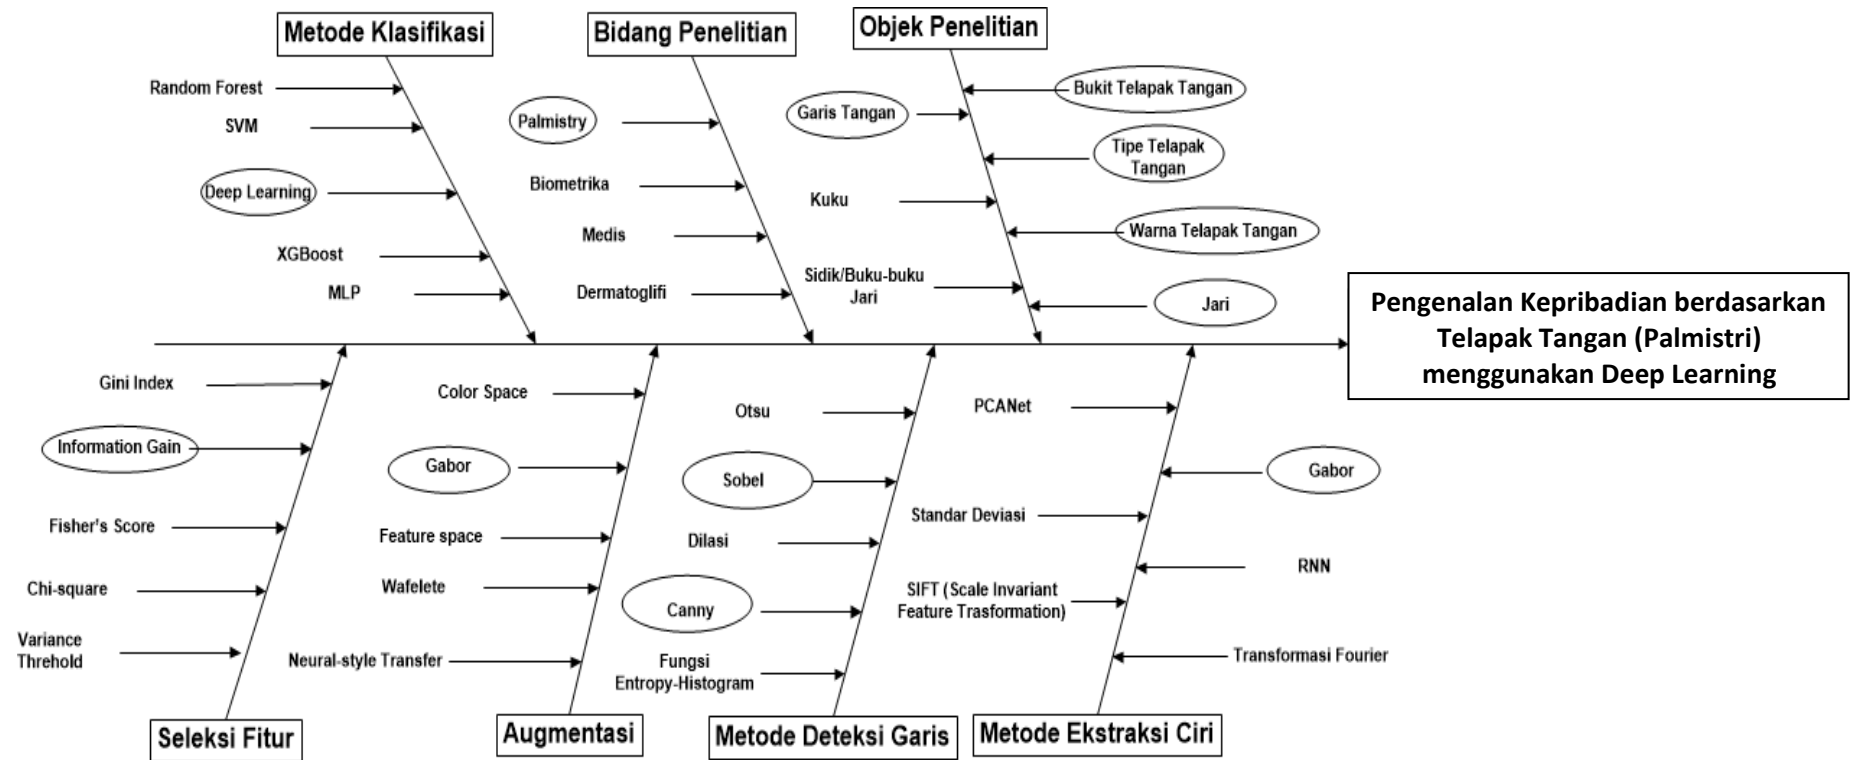 Metode Klasifikasi
Random Forest
SVM
Deep Learning
XGBoost
MLP
Bidang Penelitian
Palmistry
Biometrika
Medis
Dermatoglifi
Objek Penelitian
Garis Tangan
Kuku
Sidik/Buku-buku
Jari
Bukit Telapak Tangan
Tipe Telapak
Tangan
Warna Telapak Tangan
Jari
Pengenalan Kepribadian berdasarkan
Telapak Tangan (Palmistri)
menggunakan Deep Learning
Gini Index
Information Gain
Fisher's Score
Chi-square
Variance
Threhold
Seleksi Fitur
Color Space
Gabor
Feature space
Wafelete
Neural-style Transfer
Augmentasi
Otsu
Sobel
Dilasi
Canny
Fungsi
Entropy-Histogram
Metode Deteksi Garis
PCANet
Standar Deviasi
SIFT (Scale Invariant
Feature Trasformation)
Gabor
RNN
Transformasi Fourier
Metode Ekstraksi Ciri